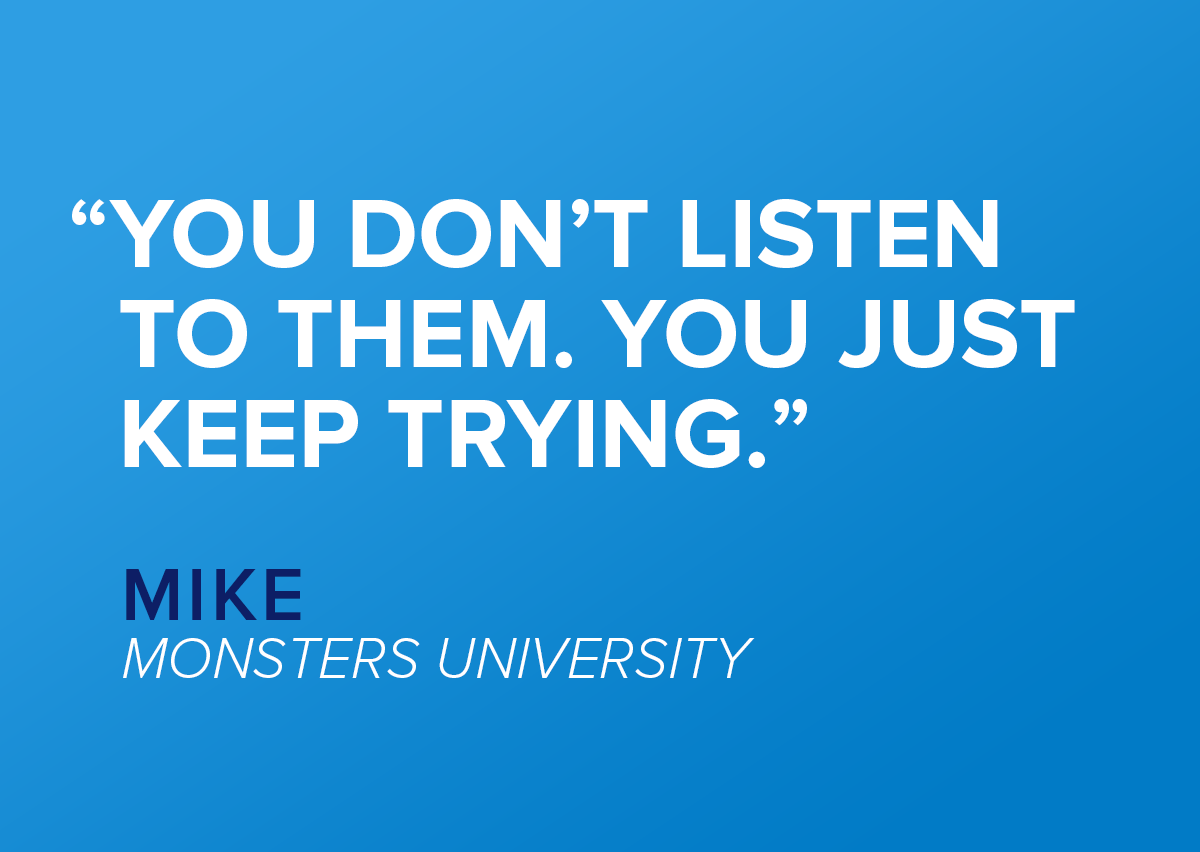 “YOU DON’T LISTEN
TO THEM. YOU JUST
KEEP TRYING.”
MIKE
MONSTERS UNIVERSITY